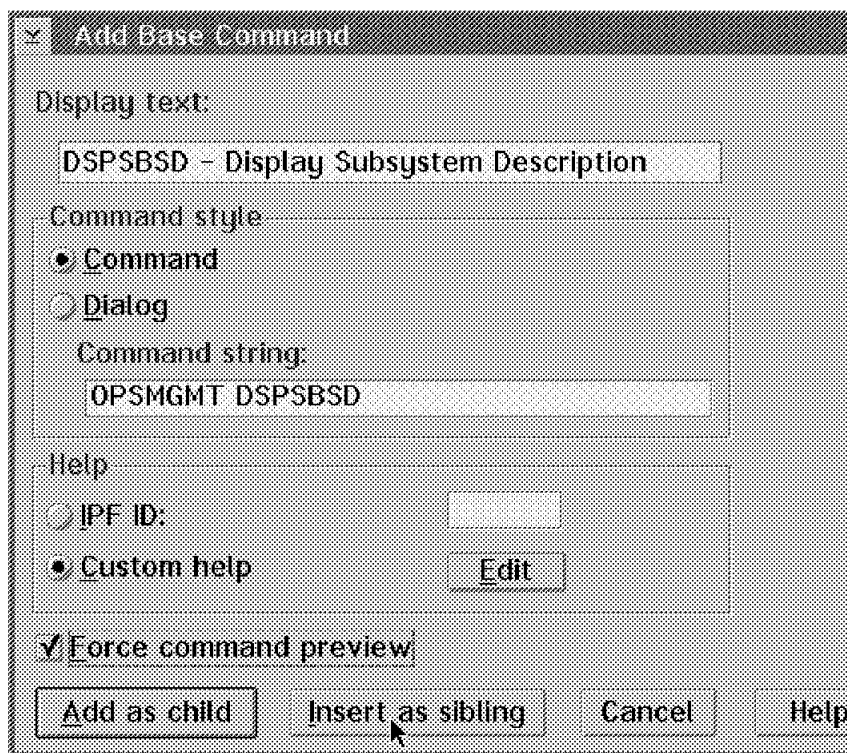 Add Base Command
Display text:
DSPSBSD - Display Subsystem Description
Command style
Command
Dialog
Command string:
OPSMGMT DSPSBSD
Help
IPF ID:
Custom help
Edit
Force command preview
Add as child
Insert as sibling
Cancel
Help